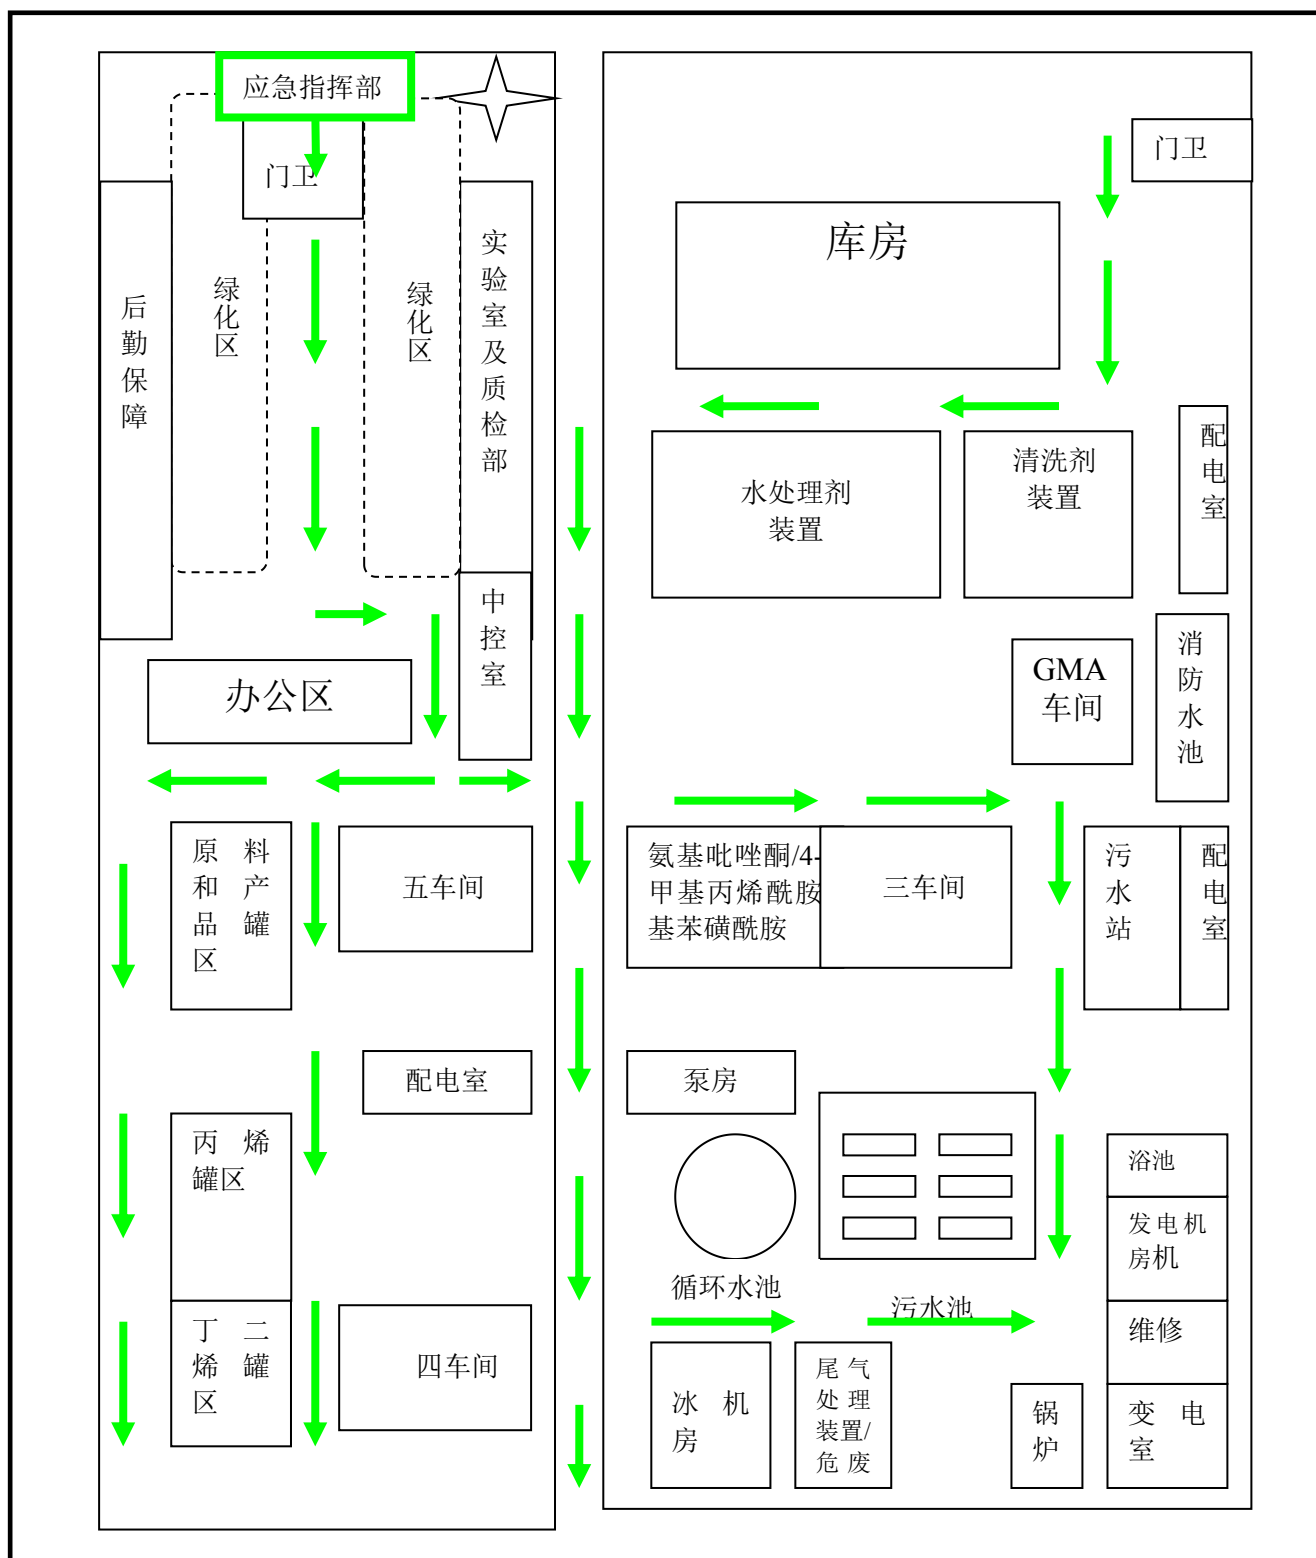 应急指挥部
门卫
后勤保障
绿化区
绿化区
实验室及质检部
中控室
办公区
原 料
和 产
品 罐
区
五车间
配电室
丙 烯
罐区
丁 二
烯 罐
区
四车间
门卫
库房
水处理剂
装置
清洗剂
装置
配电室
GMA
车间
消防水池
氨基吡唑酮/4-
甲基丙烯酰胺
基苯磺酰胺
三车间
污水站
配电室
泵房
循环水池
污水池
浴池
发电机
房机
维修
变 电
室
冰 机
房
尾 气
处 理
装置/
危 废
锅
炉